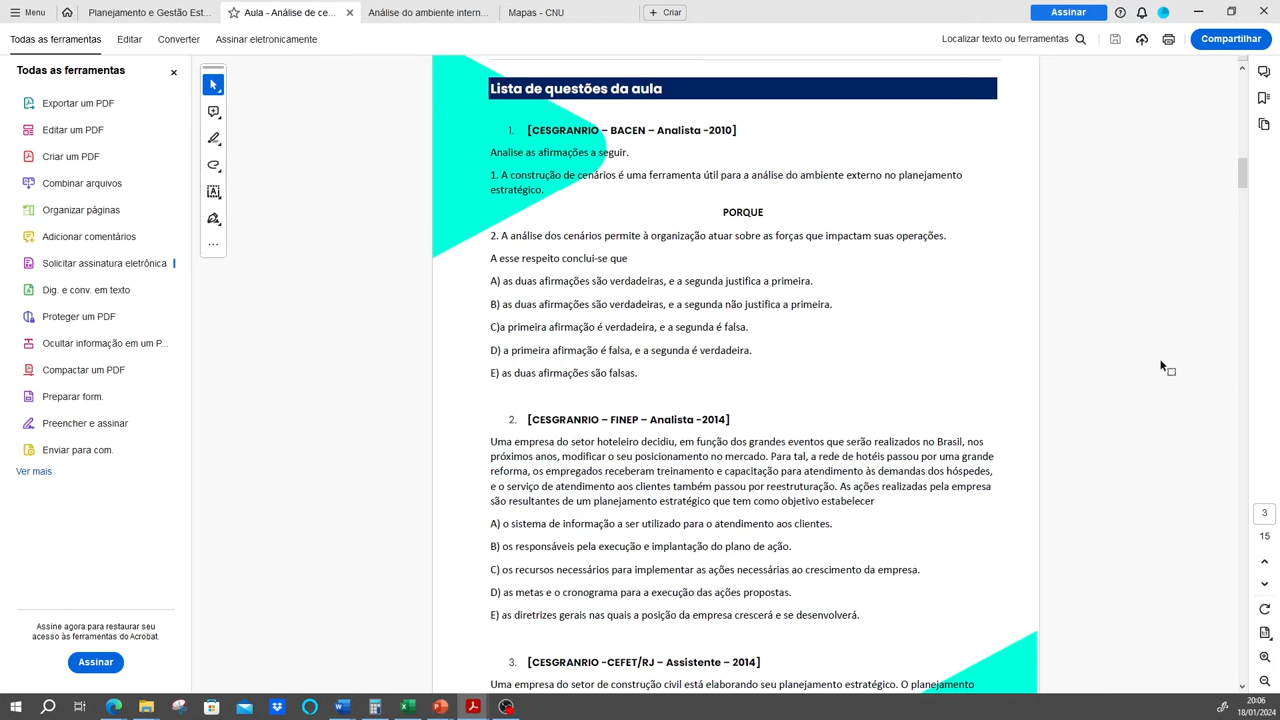 Menu
Planejamento e Gestão Est...
Aula - Análise de ce...
Análise do ambiente intern...
Mapas - CNU
Criar
Assinar
Todas as ferramentas
Editar
Converter
Assinar eletronicamente
Localizar texto ou ferramentas
Compartilhar
Todas as ferramentas
Exportar um PDF
Editar um PDF
Criar um PDF
Combinar arquivos
Organizar páginas
Adicionar comentários
Solicitar assinatura eletrônica
Dig. e conv. em texto
Proteger um PDF
Ocultar informação em um P...
Compactar um PDF
Preparar form.
Preencher e assinar
Enviar para com.
Ver mais
Assine agora para restaurar seu
acesso às ferramentas do Acrobat.
Assinar
Lista de questões da aula
1. [CESGRANRIO – BACEN – Analista -2010]
Analise as afirmações a seguir.
1. A construção de cenários é uma ferramenta útil para a análise do ambiente externo no planejamento
estratégico.
PORQUE
2. A análise dos cenários permite à organização atuar sobre as forças que impactam suas operações.
A esse respeito conclui-se que
A) as duas afirmações são verdadeiras, e a segunda justifica a primeira.
B) as duas afirmações são verdadeiras, e a segunda não justifica a primeira.
C)a primeira afirmação é verdadeira, e a segunda é falsa.
D) a primeira afirmação é falsa, e a segunda é verdadeira.
E) as duas afirmações são falsas.
2. [CESGRANRIO – FINEP – Analista -2014]
Uma empresa do setor hoteleiro decidiu, em função dos grandes eventos que serão realizados no Brasil, nos
próximos anos, modificar o seu posicionamento no mercado. Para tal, a rede de hotéis passou por uma grande
reforma, os empregados receberam treinamento e capacitação para atendimento às demandas dos hóspedes,
e o serviço de atendimento aos clientes também passou por reestruturação. As ações realizadas pela empresa
são resultantes de um planejamento estratégico que tem como objetivo estabelecer
A) o sistema de informação a ser utilizado para o atendimento aos clientes.
B) os responsáveis pela execução e implantação do plano de ação.
C) os recursos necessários para implementar as ações necessárias ao crescimento da empresa.
D) as metas e o cronograma para a execução das ações propostas.
E) as diretrizes gerais nas quais a posição da empresa crescerá e se desenvolverá.
3. [CESGRANRIO -CEFET/RJ – Assistente – 2014]
Uma empresa do setor de construção civil está elaborando seu planejamento estratégico. O planejamento
3
15
20:06
18/01/2024